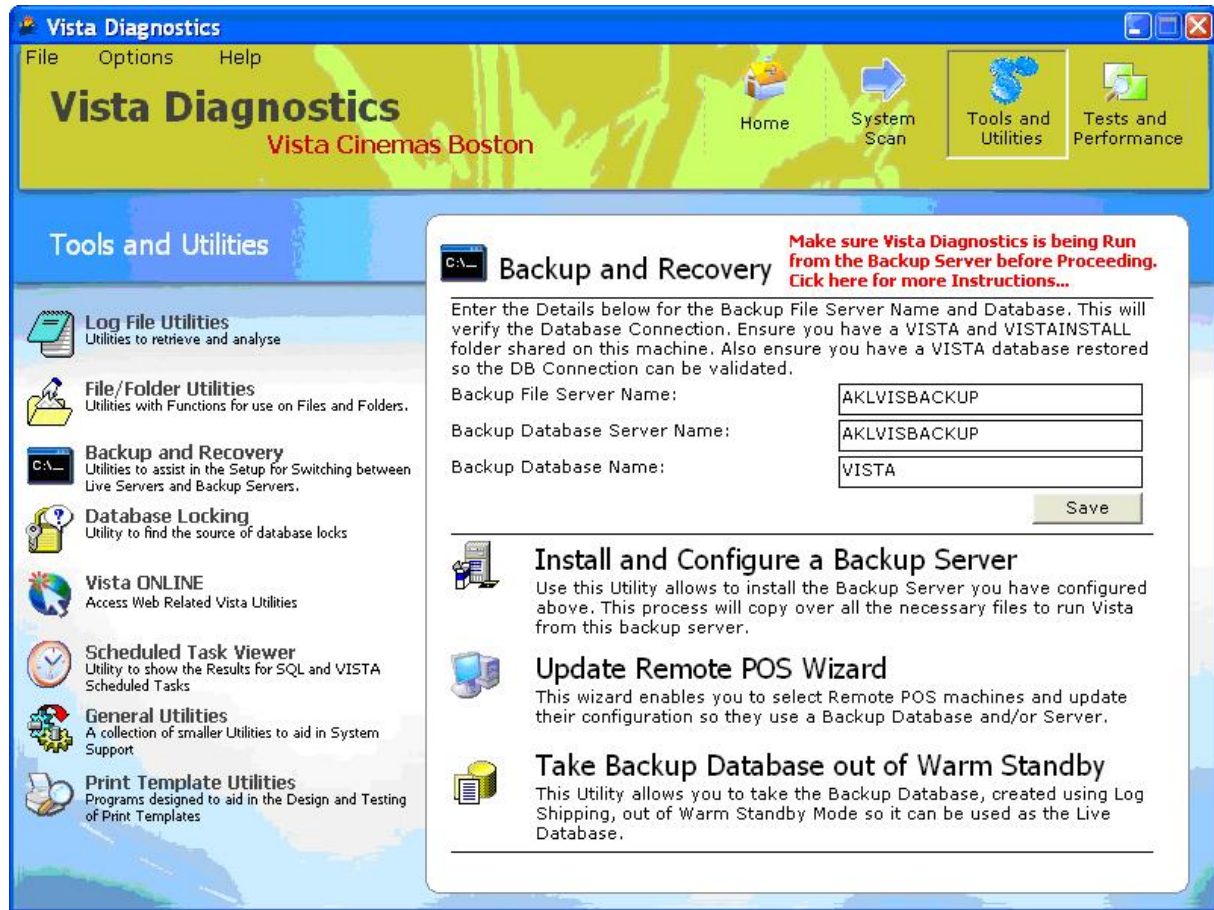 Vista Diagnostics
File Options Help
Vista Diagnostics
Vista Cinemas Boston
Home
System
Scan
Tools and
Utilities
Tests and
Performance
Tools and Utilities
Log File Utilities
Utilities to retrieve and analyse
File/Folder Utilities
Utilities with Functions for use on Files and Folders.
C:\_
Backup and Recovery
Utilities to assist in the Setup for Switching between
Live Servers and Backup Servers.
Database Locking
Utility to find the source of database locks
Vista ONLINE
Access Web Related Vista Utilities
Scheduled Task Viewer
Utility to show the Results for SQL and VISTA
Scheduled Tasks
General Utilities
A collection of smaller Utilities to aid in System
Support
Print Template Utilities
Programs designed to aid in the Design and Testing
of Print Templates
C:\_
Backup and Recovery
Make sure Vista Diagnostics is being Run
from the Backup Server before Proceeding.
Cick here for more Instructions...
Enter the Details below for the Backup File Server Name and Database. This will
verify the Database Connection. Ensure you have a VISTA and VISTAINSTALL
folder shared on this machine. Also ensure you have a VISTA database restored
so the DB Connection can be validated.
Backup File Server Name: AKLVISBACKUP
Backup Database Server Name: AKLVISBACKUP
Backup Database Name: VISTA
Save
Install and Configure a Backup Server
Use this Utility allows to install the Backup Server you have configured
above. This process will copy over all the necessary files to run Vista
from this backup server.
Update Remote POS Wizard
This wizard enables you to select Remote POS machines and update
their configuration so they use a Backup Database and/or Server.
Take Backup Database out of Warm Standby
This Utility allows you to take the Backup Database, created using Log
Shipping, out of Warm Standby Mode so it can be used as the Live
Database.